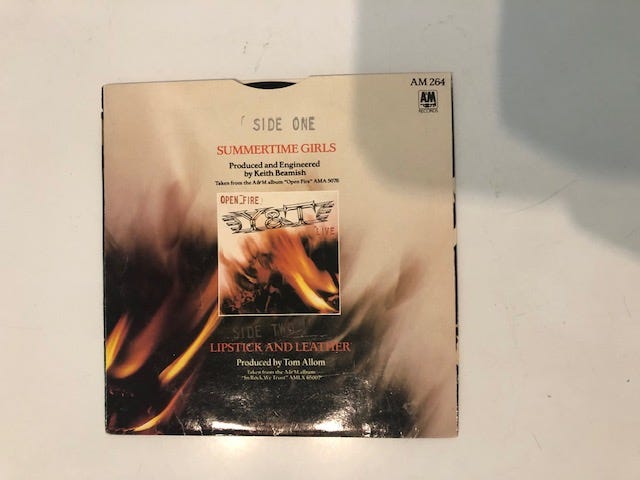 AM 264
A&M
RECORDS
SIDE ONE
SUMMERTIME GIRLS
Produced and Engineered
by Keith Beamish
Taken from the A&M album "Open Fire" AMA 5076
OPEN FIRE
Y&T
LIVE
SIDE TWO
LIPSTICK AND LEATHER
Produced by Tom Allom
Taken from the A&M album
"In Rock We Trust" AMLX 65007